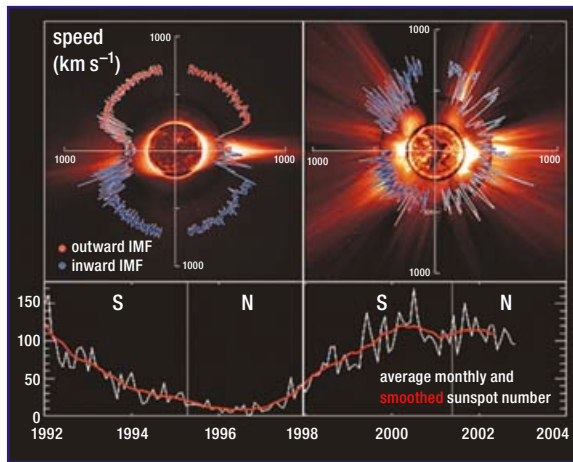 speed
(km s⁻¹)
1000
1000
1000
1000
1000
1000
1000
1000
outward IMF
inward IMF
S
N
S
N
150
100
50
0
average monthly and
smoothed sunspot number
1992
1994
1996
1998
2000
2002
2004